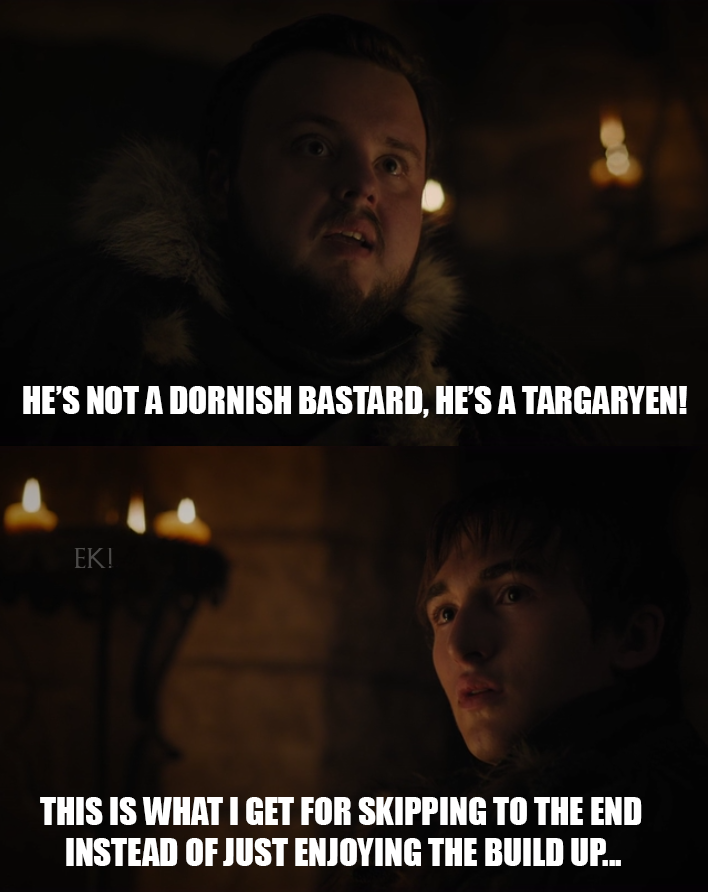 HE'S NOT A DORNISH BASTARD, HE'S A TARGARYEN!
EK!
THIS IS WHAT I GET FOR SKIPPING TO THE END
INSTEAD OF JUST ENJOYING THE BUILD UP...